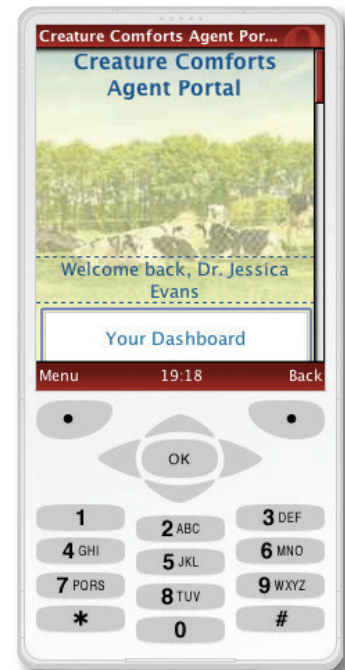 Creature Comforts Agent Por...
Creature Comforts
Agent Portal
Welcome back, Dr. Jessica
Evans
Your Dashboard
Menu 19:18 Back
OK
1 2 ABC 3 DEF
4 GHI 5 JKL 6 MNO
7 PQRS 8 TUV 9 WXYZ
* 0 #